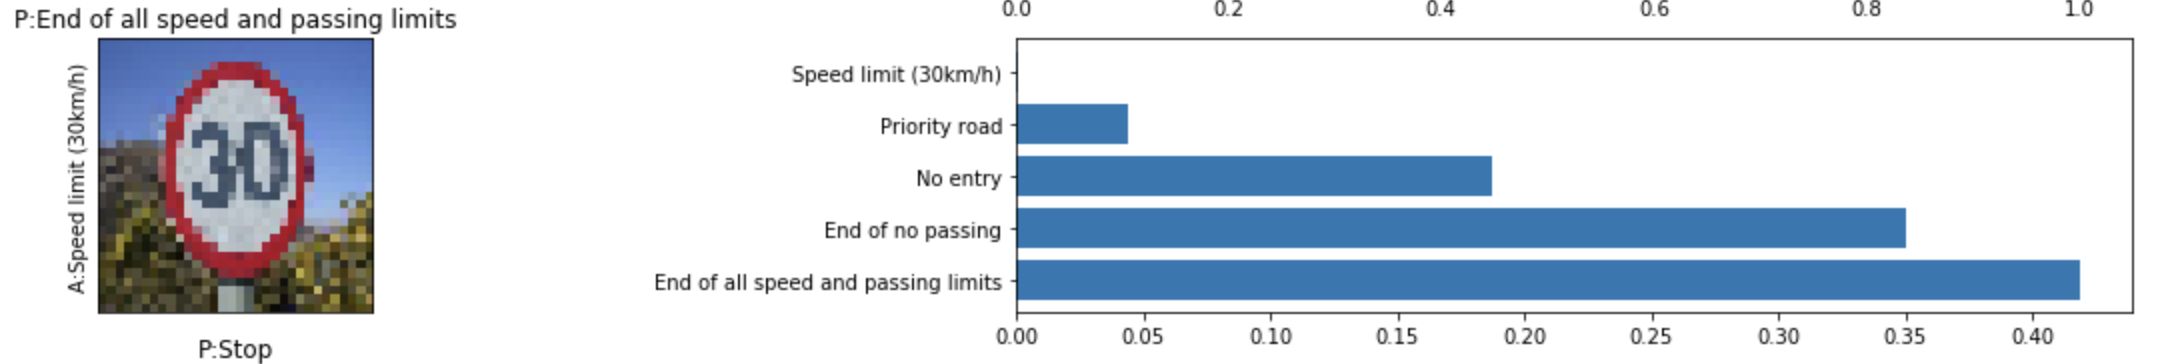 P:End of all speed and passing limits
0.0 0.2 0.4 0.6 0.8 1.0
A:Speed limit (30km/h)
30
Speed limit (30km/h)
Priority road
No entry
End of no passing
End of all speed and passing limits
0.00 0.05 0.10 0.15 0.20 0.25 0.30 0.35 0.40
P:Stop